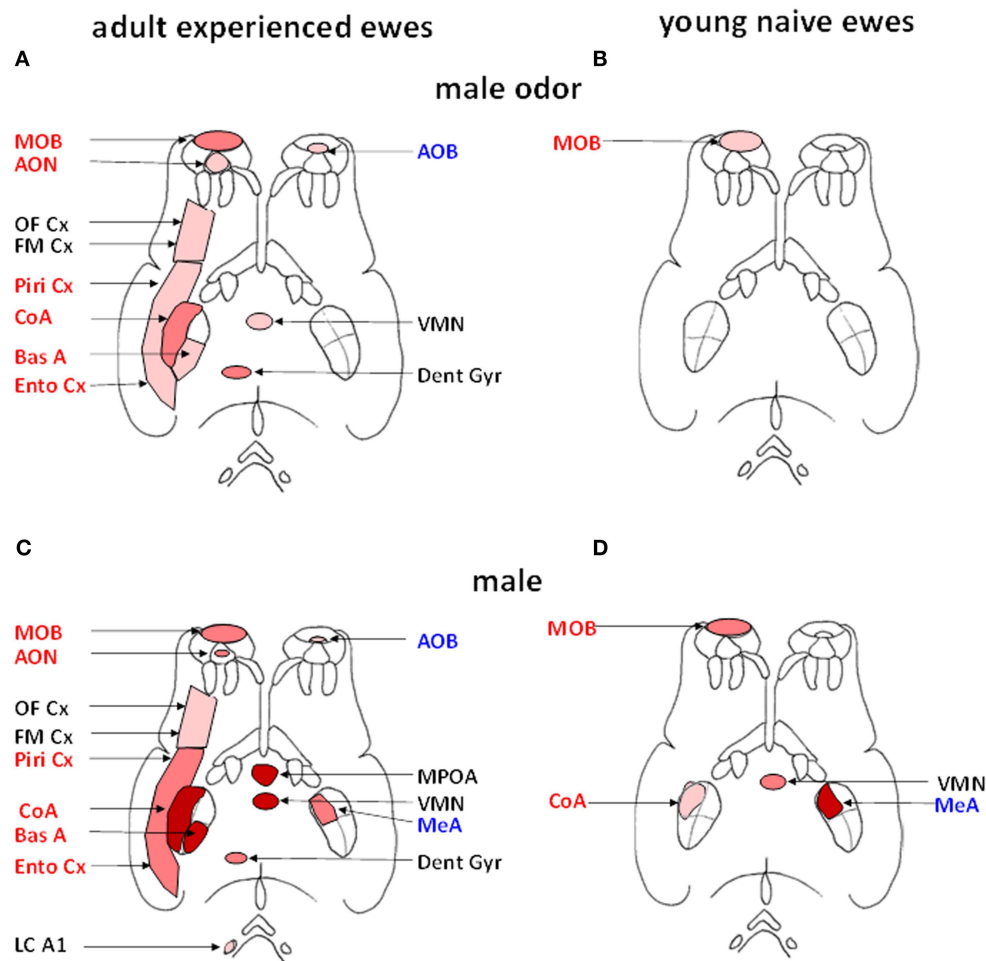 adult experienced ewes
young naive ewes
A
B
male odor
MOB
AON
AOB
OF Cx
FM Cx
Piri Cx
CoA
Bas A
Ento Cx
VMN
Dent Gyr
MOB
C
D
male
MOB
AON
AOB
OF Cx
FM Cx
Piri Cx
CoA
Bas A
Ento Cx
LC A1
MPOA
VMN
MeA
Dent Gyr
MOB
CoA
VMN
MeA